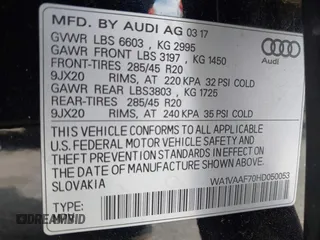 MFD. BY AUDI AG 03 17
GVWR LBS 6603 , KG 2995
GAWR FRONT LBS 3197 , KG 1450
FRONT-TIRES 285/45 R20
9JX20 RIMS, AT 220 KPA 32 PSI COLD
GAWR REAR LBS3803 , KG 1725
REAR-TIRES 285/45 R20
9JX20 RIMS, AT 240 KPA 35 PSI COLD
Audi
THIS VEHICLE CONFORMS TO ALL APPLICABLE
U.S. FEDERAL MOTOR VEHICLE SAFETY AND
THEFT PREVENTION STANDARDS IN EFFECT ON
THE DATE OF MANUFACTURE SHOWN ABOVE.
SLOVAKIA WA1VAAF70HD050053